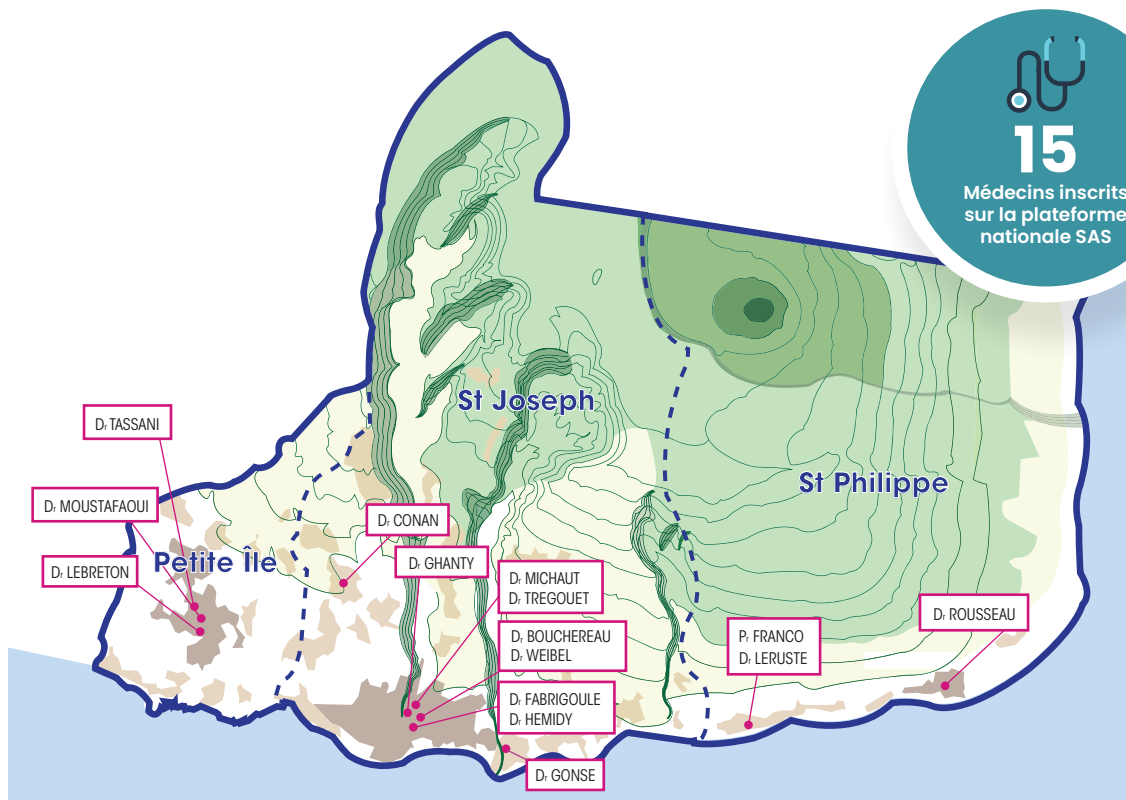 15
Médecins inscrits
sur la plateforme
nationale SAS
St Joseph
Dr TASSANI
St Philippe
Dr MOUSTAFAOUI
Dr CONAN
Petite Île
Dr GHANTY
Dr LEBRETON
Dr MICHAUT
Dr TREGOUET
Dr ROUSSEAU
Dr BOUCHEREAU
Dr WEIBEL
Pr FRANCO
Dr LERUSTE
Dr FABRIGOULE
Dr HEMIDY
Dr GONSE